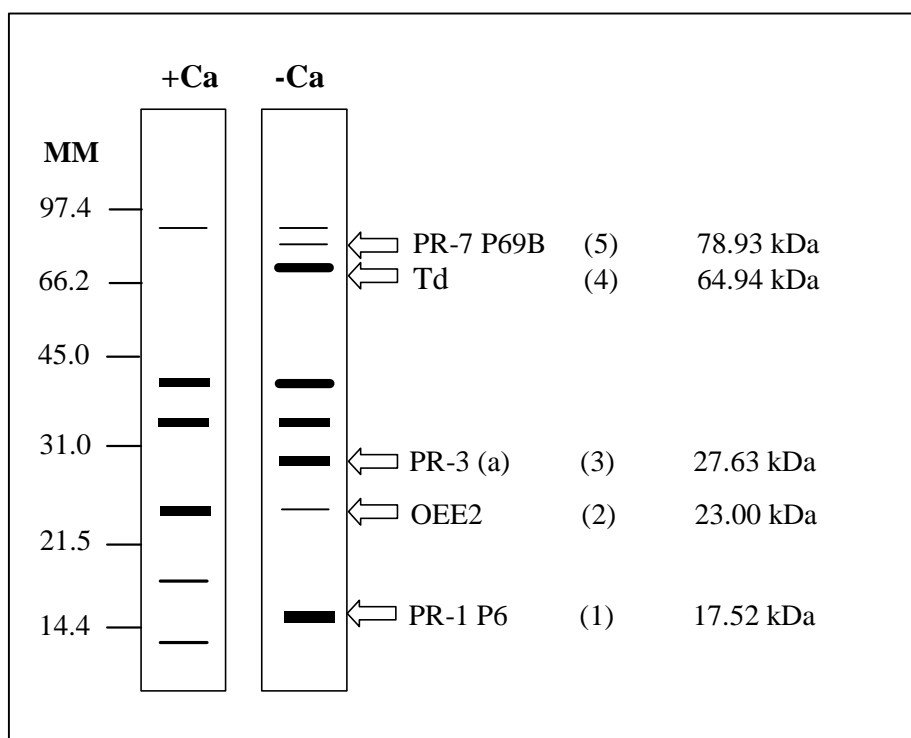 +Ca -Ca
MM
97.4
PR-7 P69B (5) 78.93 kDa
66.2 Td (4) 64.94 kDa
45.0
31.0
PR-3 (a) (3) 27.63 kDa
OEE2 (2) 23.00 kDa
21.5
14.4 PR-1 P6 (1) 17.52 kDa